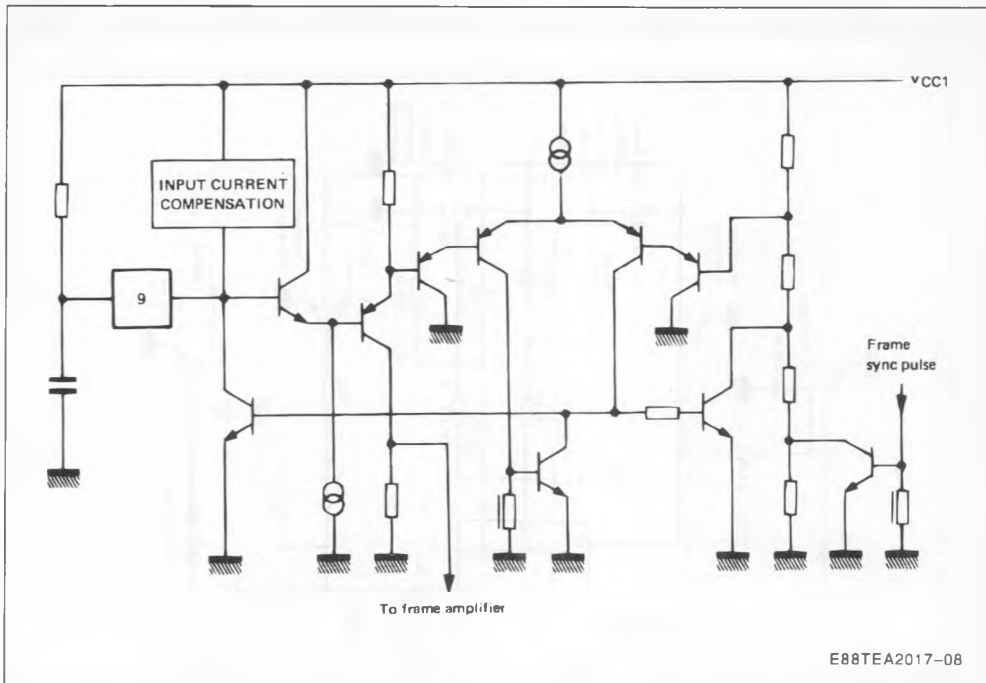 VCC1
INPUT CURRENT
COMPENSATION
9
Frame
sync pulse
To frame amplifier
E88TEA2017-08